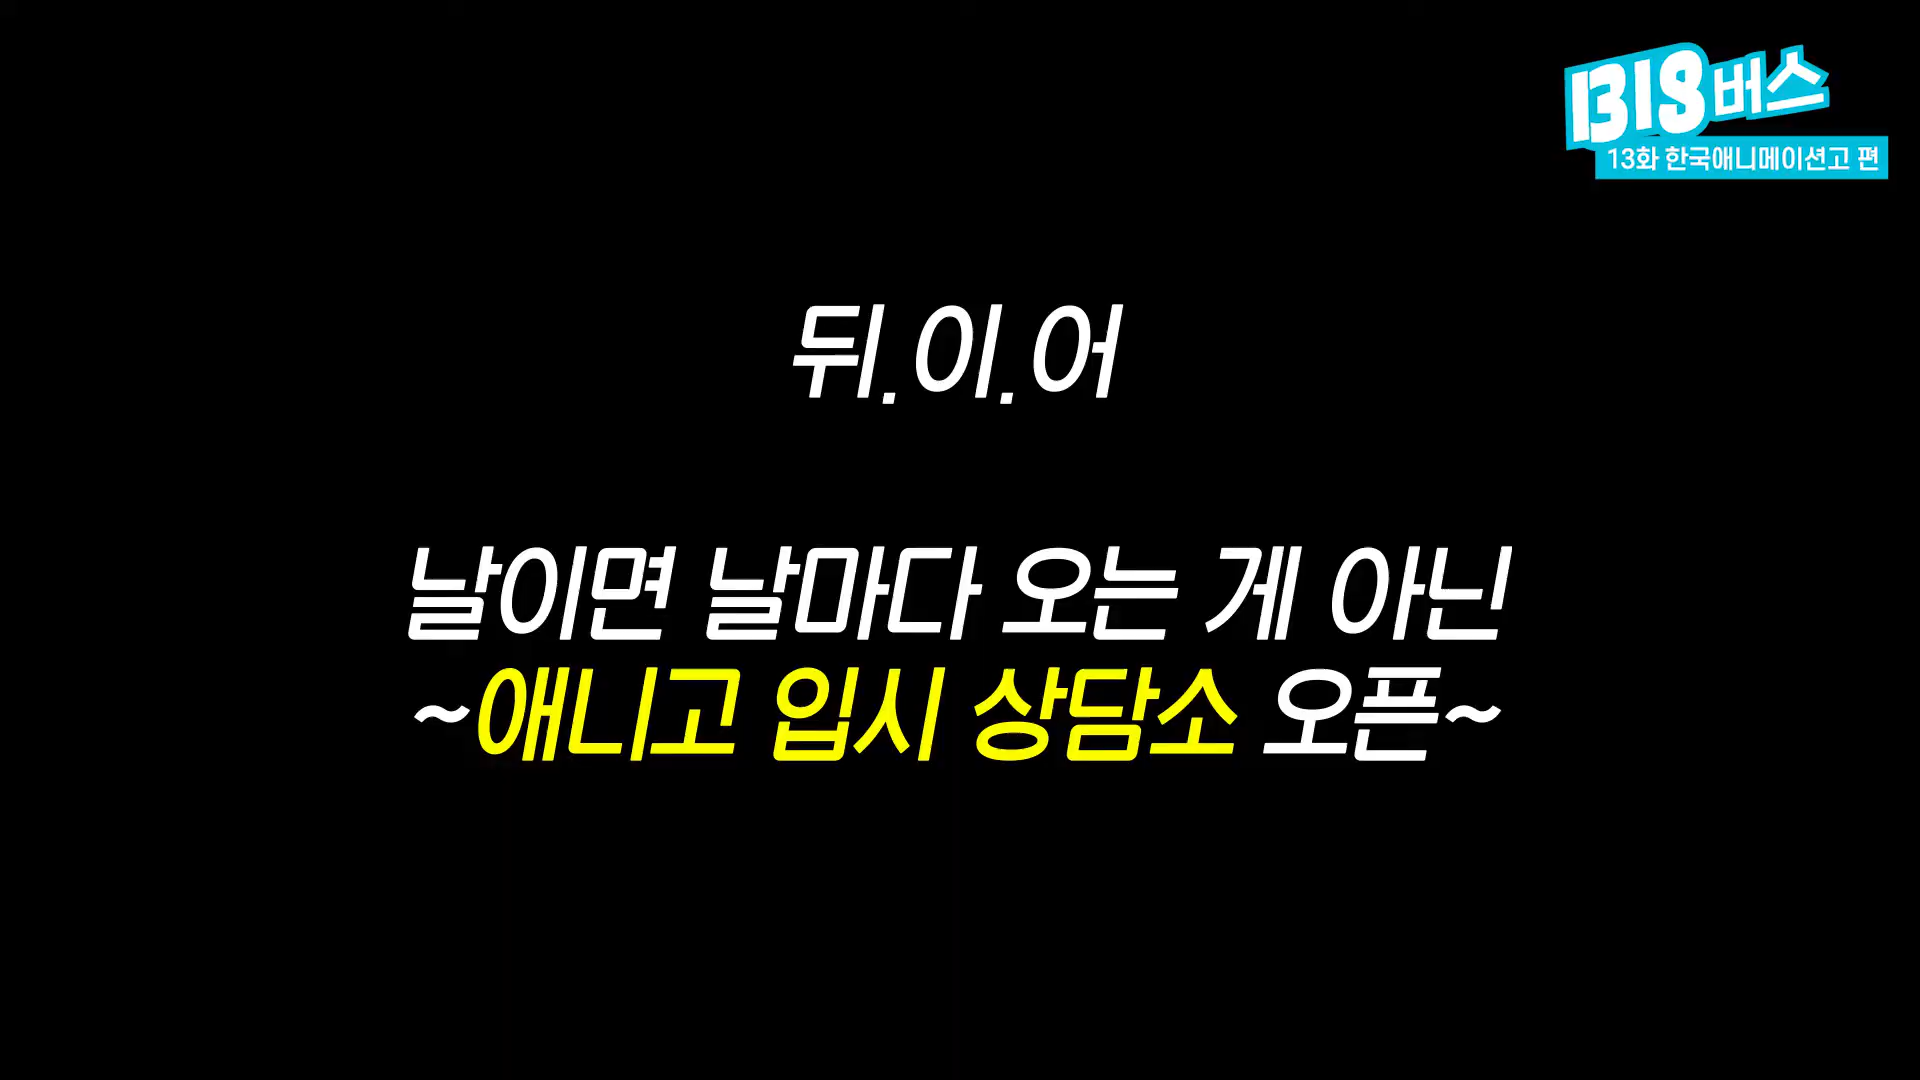 1318버스
13화 한국애니메이션고 편
뒤.이.어
날이면 날마다 오는 게 아닌
~애니고 입시 상담소 오픈~